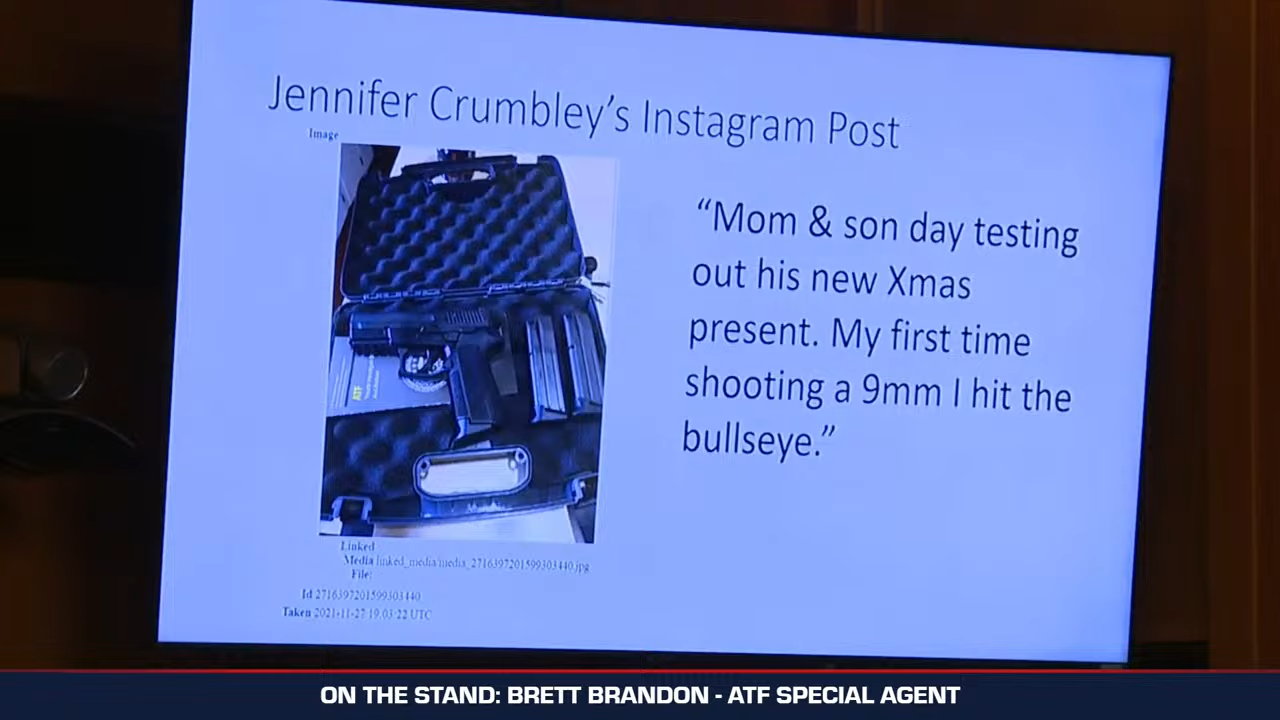 Jennifer Crumbley's Instagram Post
Image
"Mom & son day testing
out his new Xmas
present. My first time
shooting a 9mm I hit the
bullseye."
ATF
Linked
Media linked_media/media_2716397201599303440.jpg
File:
Id 2716397201599303440
Taken 2021-11-27 19:03:22 UTC
ON THE STAND: BRETT BRANDON - ATF SPECIAL AGENT